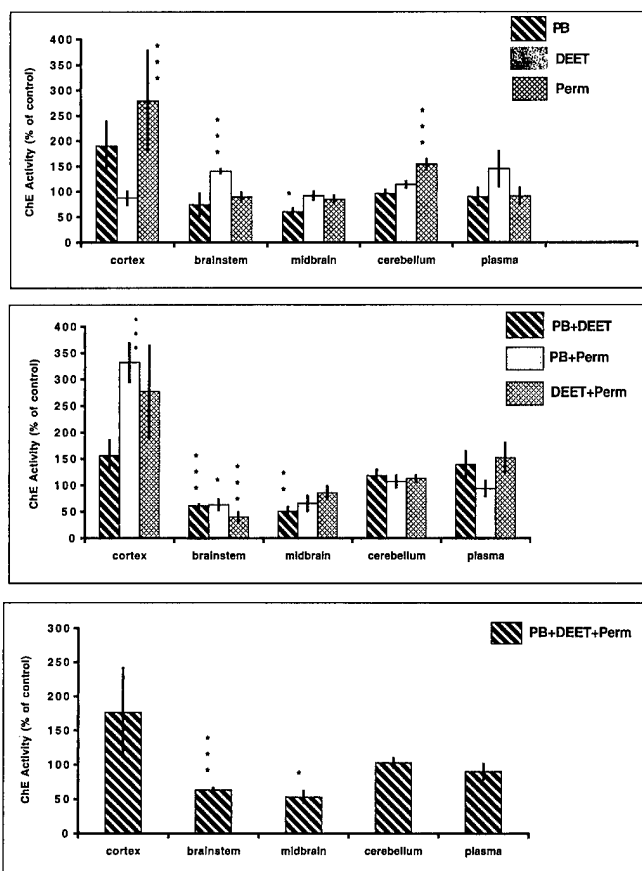 ChE Activity (% of control)
400
350
300
250
200
150
100
50
0
PB
DEET
Perm
* * *
* * *
*
* * *
cortex brainstem midbrain cerebellum plasma
ChE Activity (% of control)
400
350
300
250
200
150
100
50
0
PB+DEET
PB+Perm
DEET+Perm
* * *
* * *
*
* * *
* *
cortex brainstem midbrain cerebellum plasma
ChE Activity (% of control)
300
250
200
150
100
50
0
PB+DEET+Perm
* * *
*
cortex brainstem midbrain cerebellum plasma